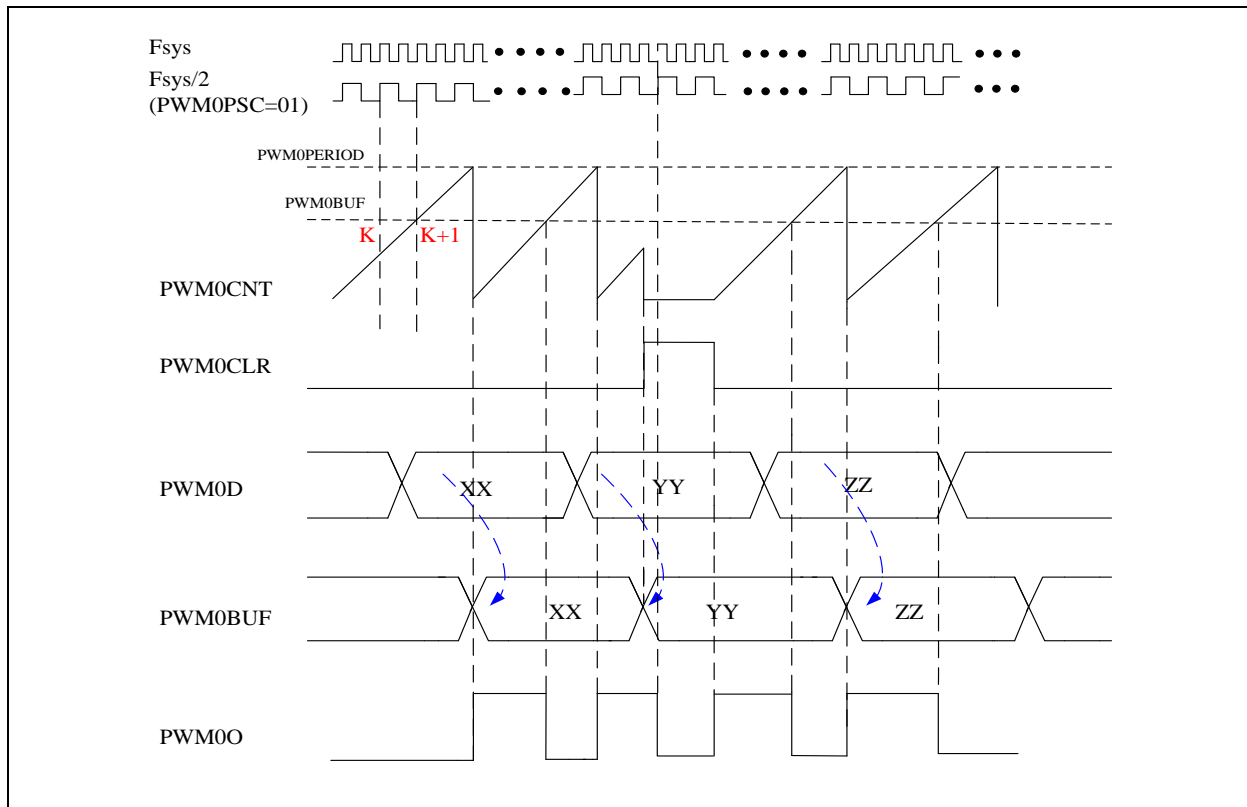 Fsys
Fsys/2
(PWM0PSC=01)
PWM0PERIOD
PWM0BUF
K K+1
PWM0CNT
PWM0CLR
PWM0D XX YY ZZ
PWM0BUF XX YY ZZ
PWM0O